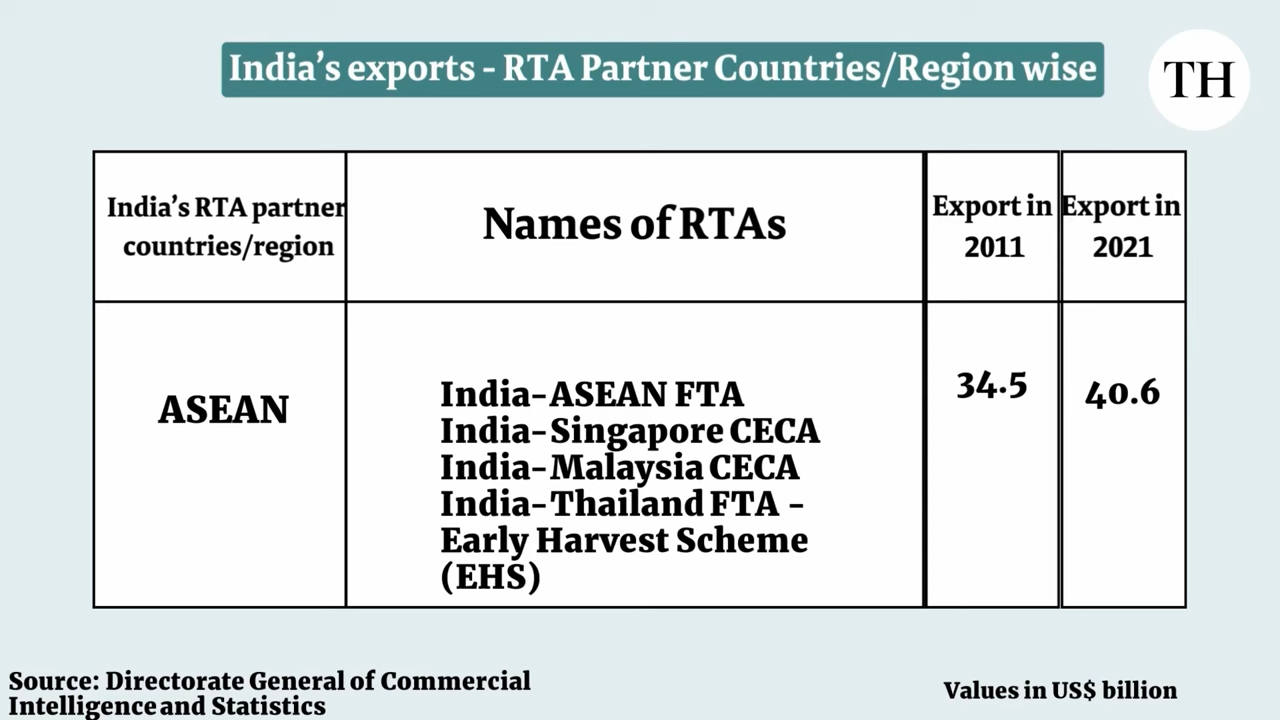 India's exports - RTA Partner Countries/Region wise
TH
India's RTA partner
countries/region
Names of RTAs
Export in
2011
Export in
2021
ASEAN
India-ASEAN FTA
India-Singapore CECA
India-Malaysia CECA
India-Thailand FTA -
Early Harvest Scheme
(EHS)
34.5
40.6
Source: Directorate General of Commercial
Intelligence and Statistics
Values in US$ billion